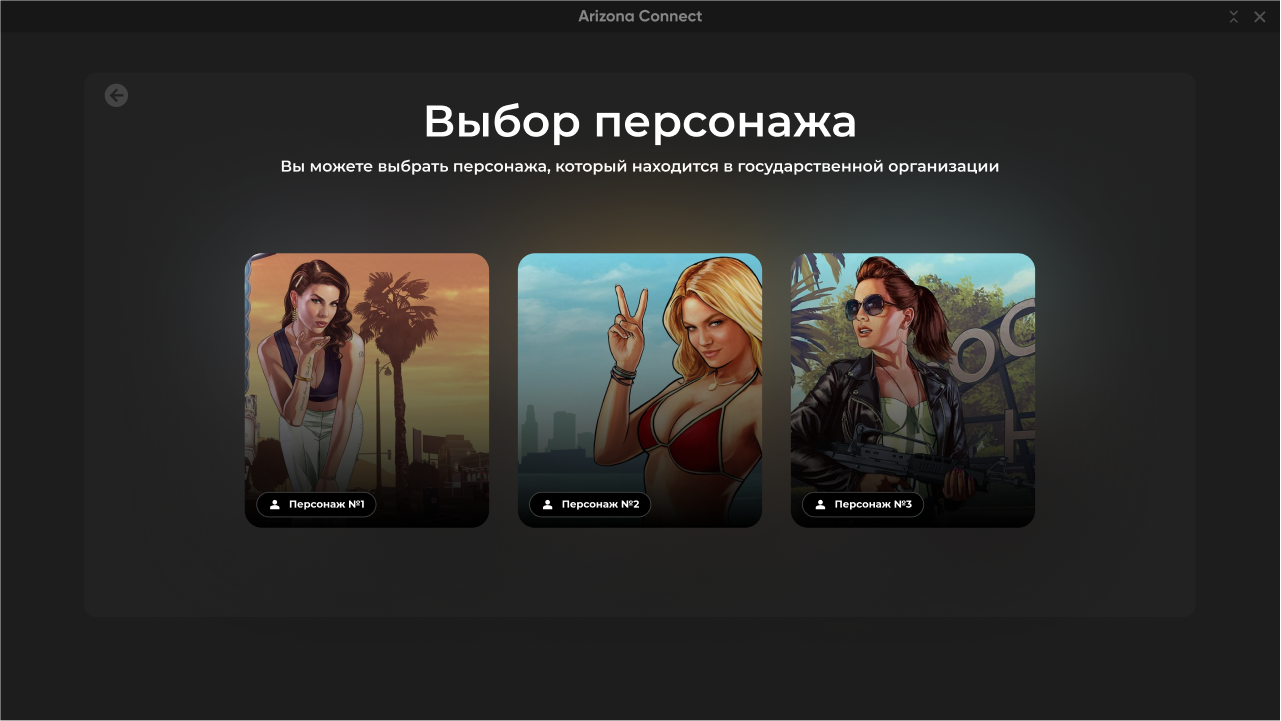 Arizona Connect
Выбор персонажа
Вы можете выбрать персонажа, который находится в государственной организации
Персонаж №1
Персонаж №2
Персонаж №3